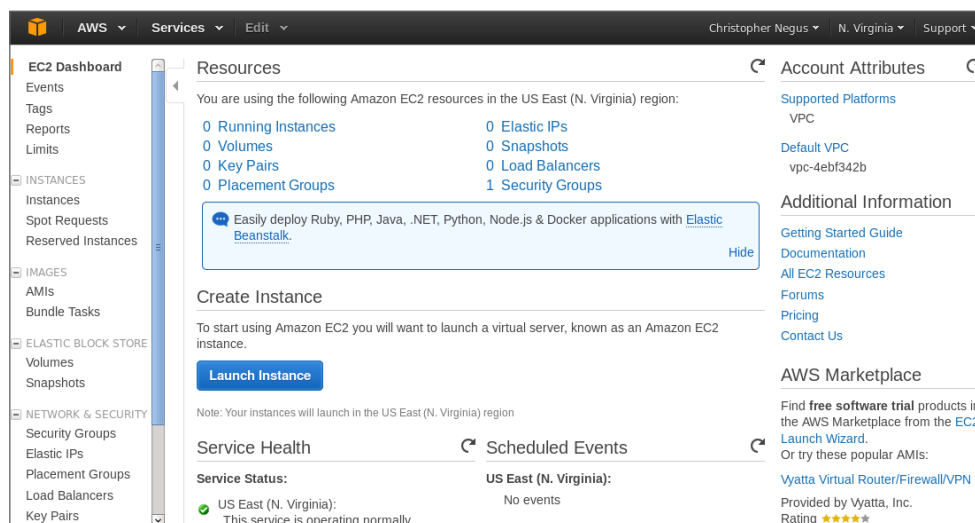 AWS Services Edit Christopher Negus N. Virginia Support
EC2 Dashboard
Events
Tags
Reports
Limits
INSTANCES
Instances
Spot Requests
Reserved Instances
IMAGES
AMIs
Bundle Tasks
ELASTIC BLOCK STORE
Volumes
Snapshots
NETWORK & SECURITY
Security Groups
Elastic IPs
Placement Groups
Load Balancers
Key Pairs
Resources
You are using the following Amazon EC2 resources in the US East (N. Virginia) region:
0 Running Instances 0 Elastic IPs
0 Volumes 0 Snapshots
0 Key Pairs 0 Load Balancers
0 Placement Groups 1 Security Groups
Easily deploy Ruby, PHP, Java, .NET, Python, Node.js & Docker applications with Elastic
Beanstalk.
Hide
Create Instance
To start using Amazon EC2 you will want to launch a virtual server, known as an Amazon EC2
instance.
Launch Instance
Note: Your instances will launch in the US East (N. Virginia) region
Service Health
Service Status:
US East (N. Virginia):
This service is operating normally
Scheduled Events
US East (N. Virginia):
No events
Account Attributes
Supported Platforms
VPC
Default VPC
vpc-4ebf342b
Additional Information
Getting Started Guide
Documentation
All EC2 Resources
Forums
Pricing
Contact Us
AWS Marketplace
Find free software trial products in
the AWS Marketplace from the EC2
Launch Wizard.
Or try these popular AMIs:
Vyatta Virtual Router/Firewall/VPN
Provided by Vyatta, Inc.
Rating